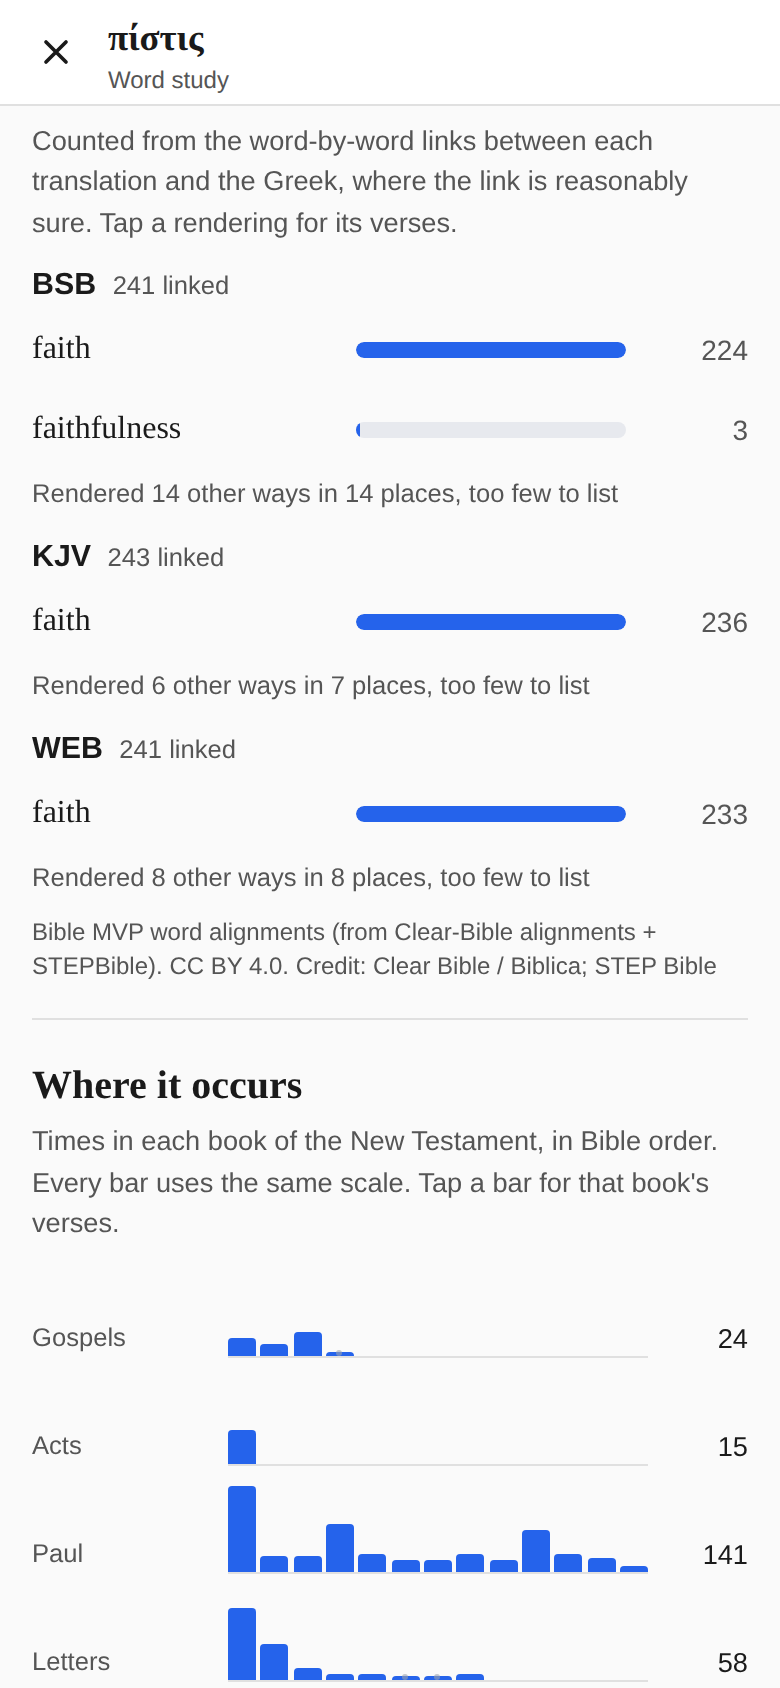 πίστις
Word study
Counted from the word-by-word links between each
translation and the Greek, where the link is reasonably
sure. Tap a rendering for its verses.
BSB 241 linked
faith 224
faithfulness 3
Rendered 14 other ways in 14 places, too few to list
KJV 243 linked
faith 236
Rendered 6 other ways in 7 places, too few to list
WEB 241 linked
faith 233
Rendered 8 other ways in 8 places, too few to list
Bible MVP word alignments (from Clear-Bible alignments +
STEPBible). CC BY 4.0. Credit: Clear Bible / Biblica; STEP Bible
Where it occurs
Times in each book of the New Testament, in Bible order.
Every bar uses the same scale. Tap a bar for that book's
verses.
Gospels 24
Acts 15
Paul 141
Letters 58